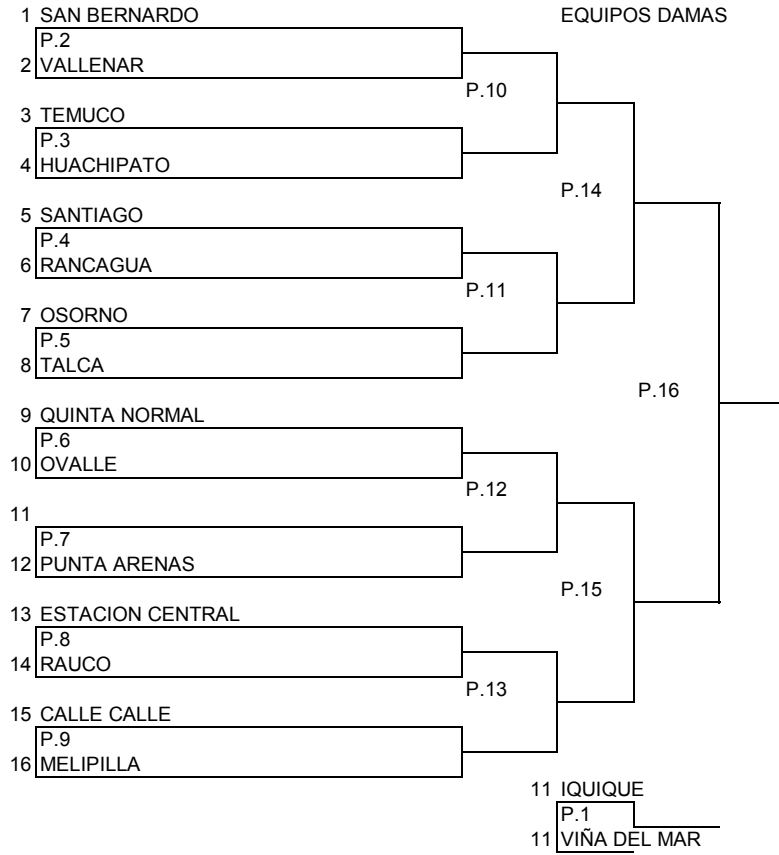 1 SAN BERNARDO EQUIPOS DAMAS
P.2
2 VALLENAR
P.10
3 TEMUCO
P.3
4 HUACHIPATO
P.14
5 SANTIAGO
P.4
6 RANCAGUA
P.11
7 OSORNO
P.5
8 TALCA
P.16
9 QUINTA NORMAL
P.6
10 OVALLE
P.12
11
P.7
12 PUNTA ARENAS
P.15
13 ESTACION CENTRAL
P.8
14 RAUCO
P.13
15 CALLE CALLE
P.9
16 MELIPILLA
11 IQUIQUE
P.1
11 VIÑA DEL MAR